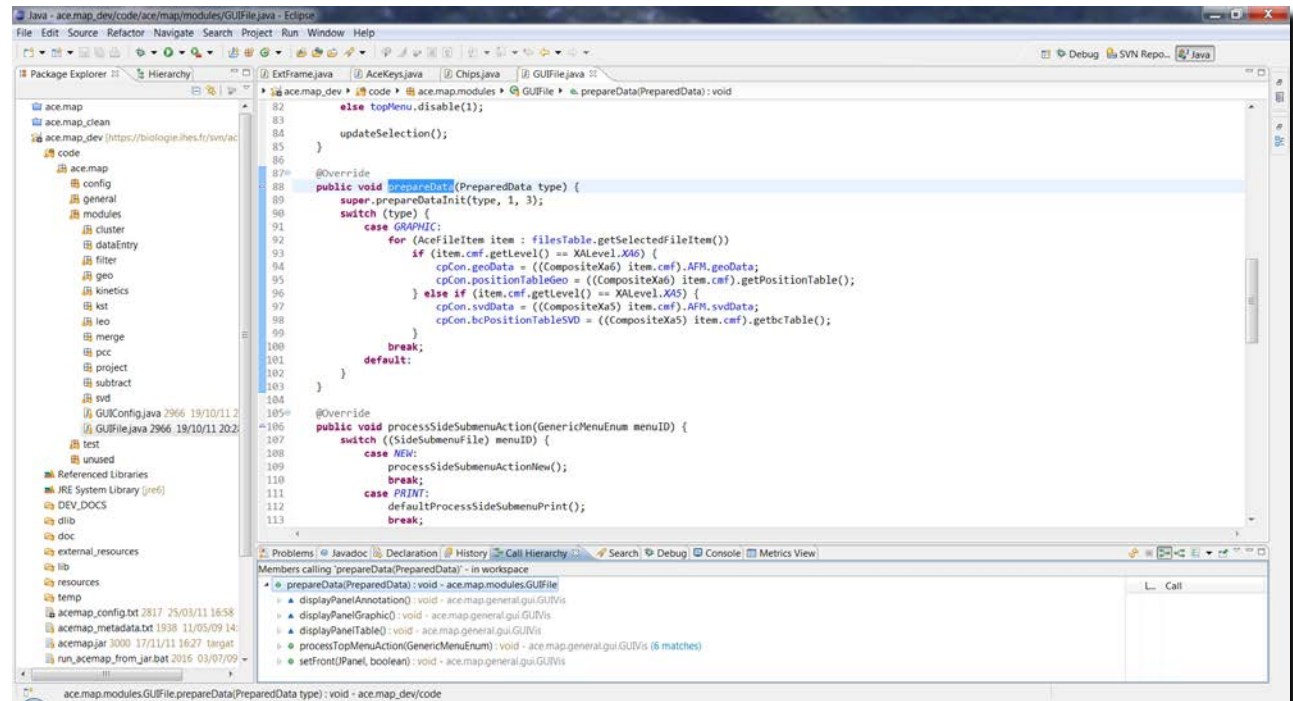 Java - ace.map_dev/code/ace/map/modules/GUIFile.java - Eclipse
File Edit Source Refactor Navigate Search Project Run Window Help
Debug SVN Repo... Java
Package Explorer Hierarchy
ExtFrame.java AceKeys.java Chips.java GUIFile.java
ace.map_dev code ace.map.modules GUIFile prepareData(PreparedData) : void
ace.map
ace.map_clean
ace.map_dev [https://biologie.ihes.fr/svn/ac
code
ace.map
config
general
modules
cluster
dataEntry
filter
geo
kinetics
kst
leo
merge
pcc
project
subtract
svd
GUIConfig.java 2966 19/10/11 2
GUIFile.java 2966 19/10/11 20:2
test
unused
Referenced Libraries
JRE System Library [jre6]
DEV_DOCS
dlib
doc
external_resources
lib
resources
temp
acemap_config.txt 2817 25/03/11 16:58
acemap_metadata.txt 1938 11/05/09 14:
acemap.jar 3000 17/11/11 16:27 targat
run_acemap_from_jar.bat 2016 03/07/09
82 else topMenu.disable(1);
83
84 updateSelection();
85 }
86
87 @Override
88 public void prepareData(PreparedData type) {
89 super.prepareDataInit(type, 1, 3);
90 switch (type) {
91 case GRAPHIC:
92 for (AceFileItem item : filesTable.getSelectedFileItem())
93 if (item.cmf.getLevel() == XALevel.XA6) {
94 cpCon.geoData = ((CompositeXa6) item.cmf).AFM.geoData;
95 cpCon.positionTableGeo = ((CompositeXa6) item.cmf).getPositionTable();
96 } else if (item.cmf.getLevel() == XALevel.XA5) {
97 cpCon.svdData = ((CompositeXa5) item.cmf).AFM.svdData;
98 cpCon.bcPositionTableSVD = ((CompositeXa5) item.cmf).getbcTable();
99 }
100 break;
101 default:
102 }
103 }
104
105 @Override
106 public void processSideSubmenuAction(GenericMenuEnum menuID) {
107 switch ((SideSubmenuFile) menuID) {
108 case NEW:
109 processSideSubmenuActionNew();
110 break;
111 case PRINT:
112 defaultProcessSideSubmenuPrint();
113 break;
Problems Javadoc Declaration History Call Hierarchy Search Debug Console Metrics View
Members calling 'prepareData(PreparedData)' - in workspace
prepareData(PreparedData) : void - ace.map.modules.GUIFile
displayPanelAnnotation() : void - ace.map.general.gui.GUIVis
displayPanelGraphic() : void - ace.map.general.gui.GUIVis
displayPanelTable() : void - ace.map.general.gui.GUIVis
processTopMenuAction(GenericMenuEnum) : void - ace.map.general.gui.GUIVis (6 matches)
setFront(JPanel, boolean) : void - ace.map.general.gui.GUIVis
L... Call
ace.map.modules.GUIFile.prepareData(PreparedData type) : void - ace.map_dev/code